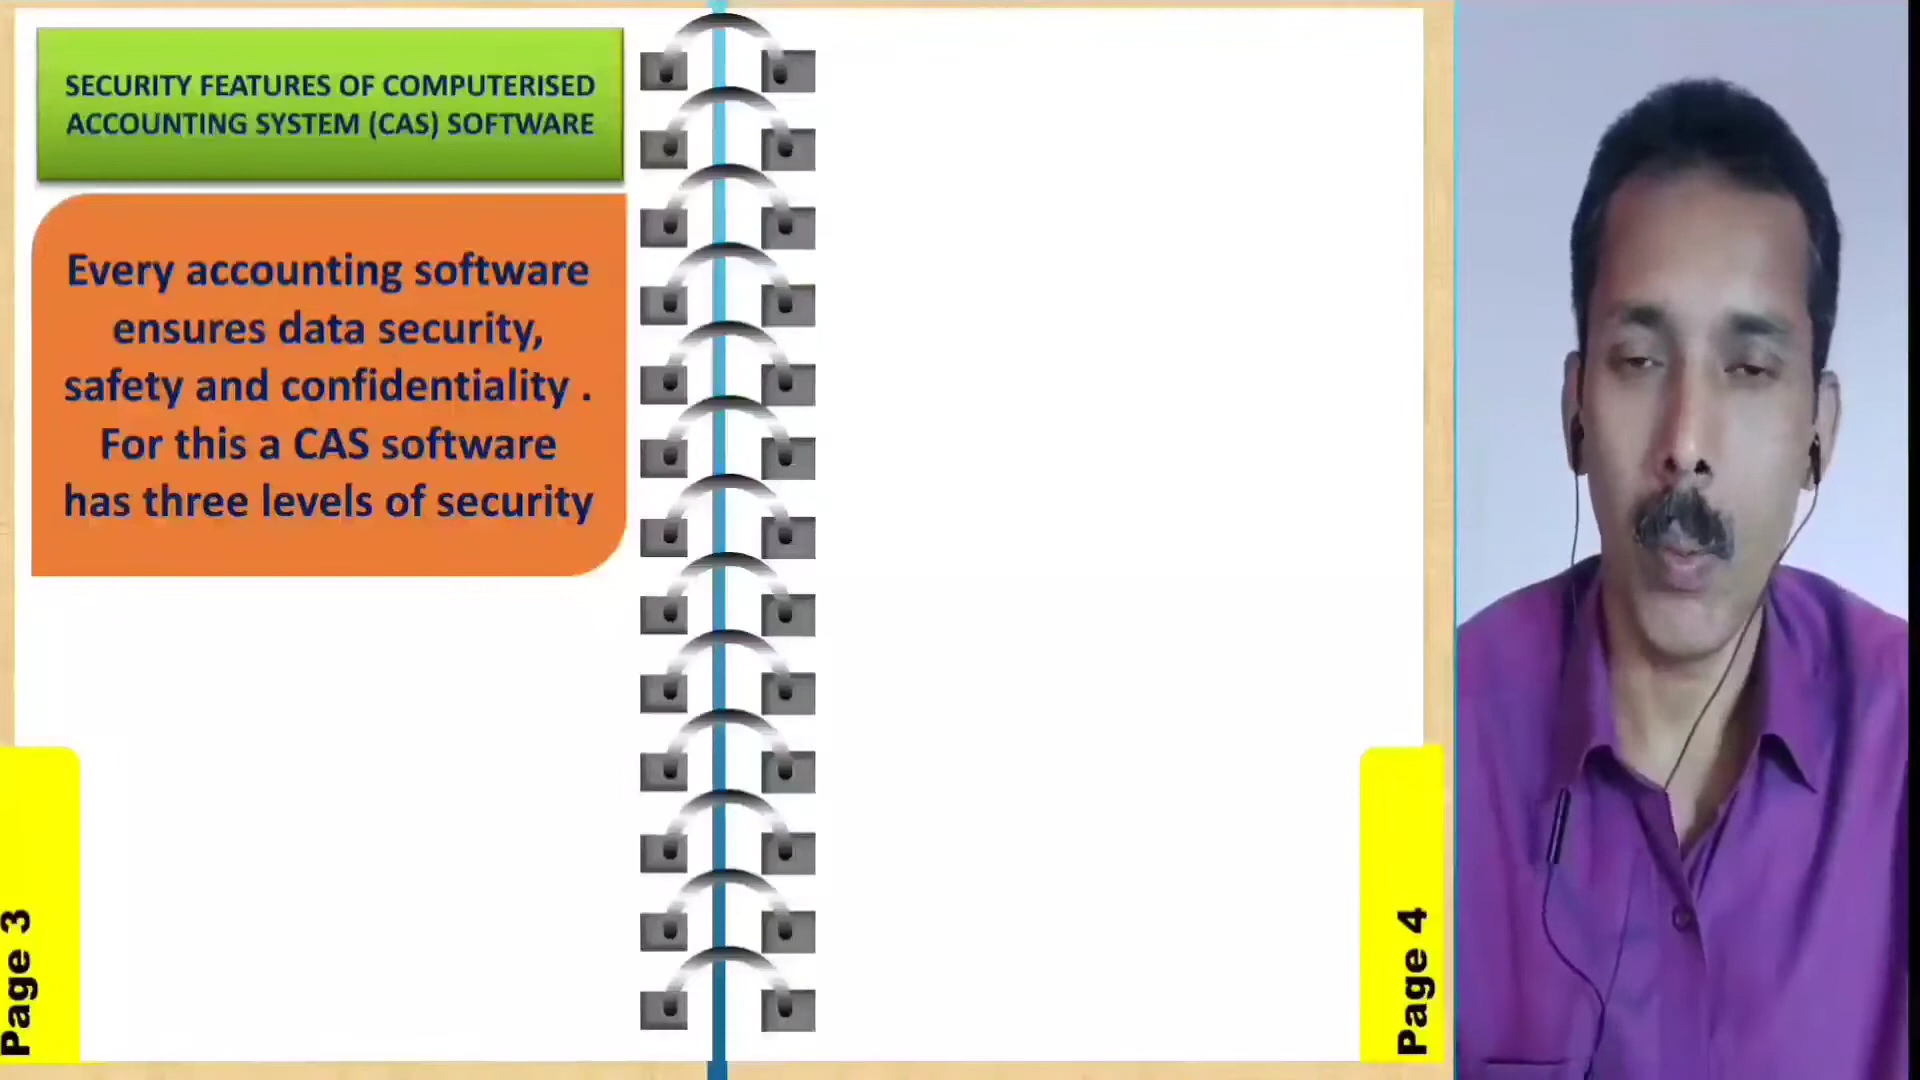 SECURITY FEATURES OF COMPUTERISED
ACCOUNTING SYSTEM (CAS) SOFTWARE
Every accounting software
ensures data security,
safety and confidentiality .
For this a CAS software
has three levels of security
Page 3
Page 4